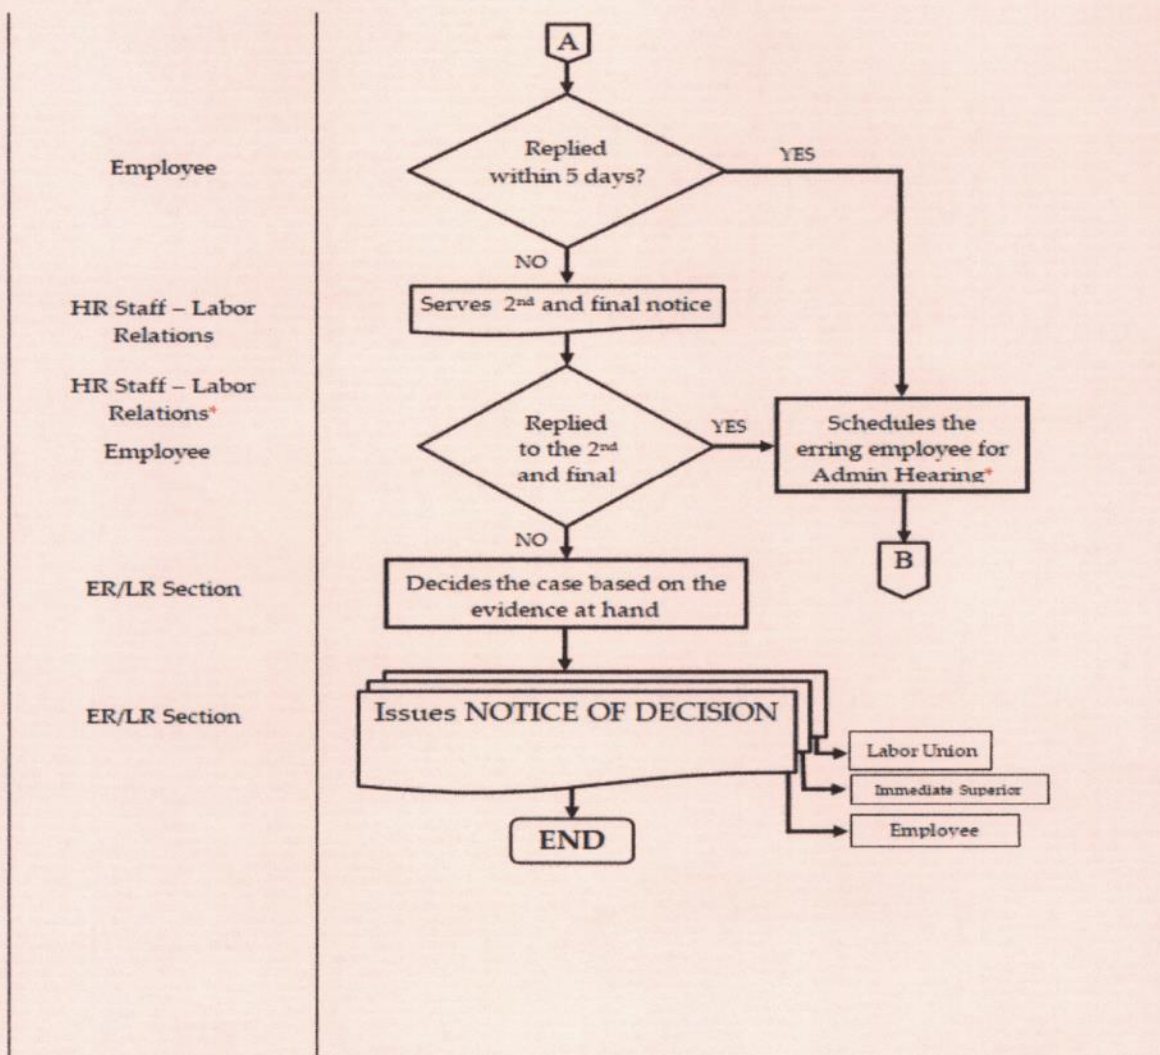 A
Employee
Replied
within 5 days?
YES
NO
HR Staff – Labor
Relations
Serves 2nd and final notice
HR Staff – Labor
Relations*
Employee
Replied
to the 2nd
and final
YES
Schedules the
erring employee for
Admin Hearing*
NO
B
ER/LR Section
Decides the case based on the
evidence at hand
ER/LR Section
Issues NOTICE OF DECISION
Labor Union
Immediate Superior
Employee
END